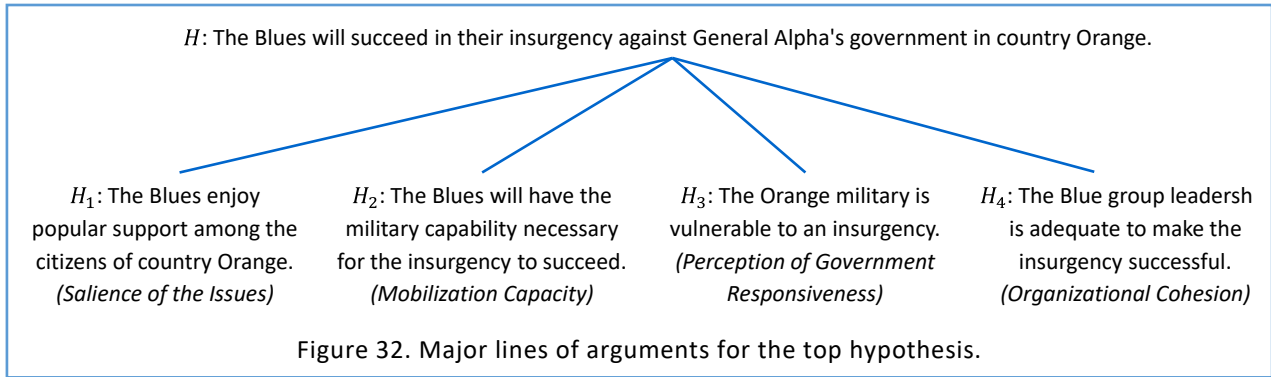 H: The Blues will succeed in their insurgency against General Alpha's government in country Orange.
H₁: The Blues enjoy
popular support among the
citizens of country Orange.
(Salience of the Issues)
H₂: The Blues will have the
military capability necessary
for the insurgency to succeed.
(Mobilization Capacity)
H₃: The Orange military is
vulnerable to an insurgency.
(Perception of Government
Responsiveness)
H₄: The Blue group leadersh
is adequate to make the
insurgency successful.
(Organizational Cohesion)
Figure 32. Major lines of arguments for the top hypothesis.